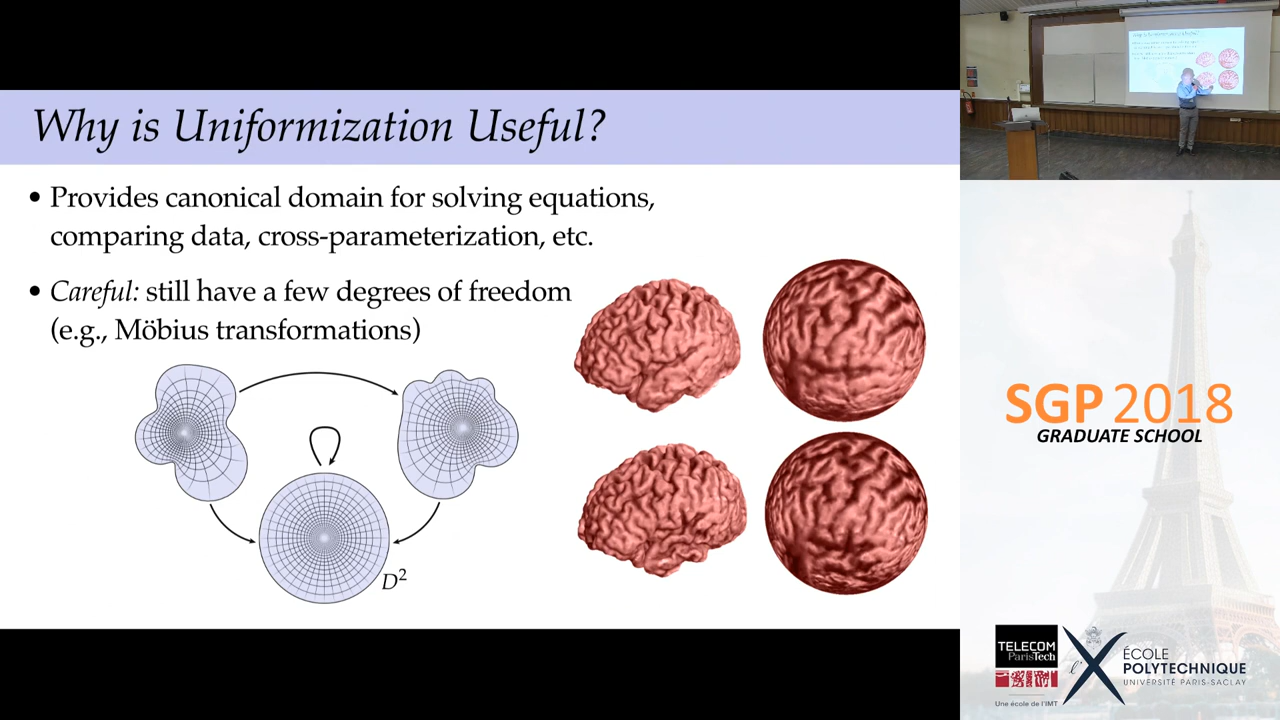 Why is Uniformization Useful?
• Provides canonical domain for solving equations,
comparing data, cross-parameterization, etc.
• Careful: still have a few degrees of freedom
(e.g., Möbius transformations)
D²
SGP 2018
GRADUATE SCHOOL
TELECOM
ParisTech
Une école de l'IMT
l'X
ÉCOLE
POLYTECHNIQUE
UNIVERSITÉ PARIS-SACLAY